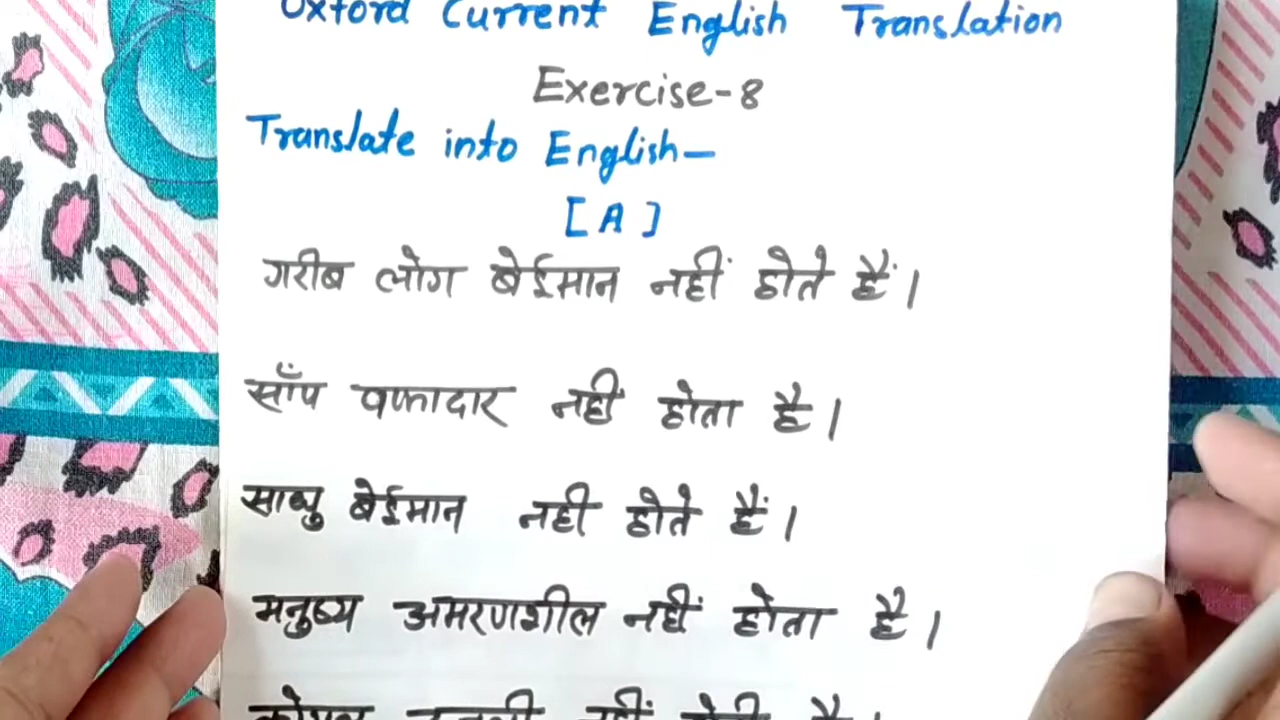 Oxford Current English Translation
Exercise-8
Translate into English—
[A]
गरीब लोग बेईमान नहीं होते हैं।
साँप वफादार नहीं होता है।
साधु बेईमान नही होते हैं।
मनुष्य अमरणशील नहीं होता है।
नहीं होती है।